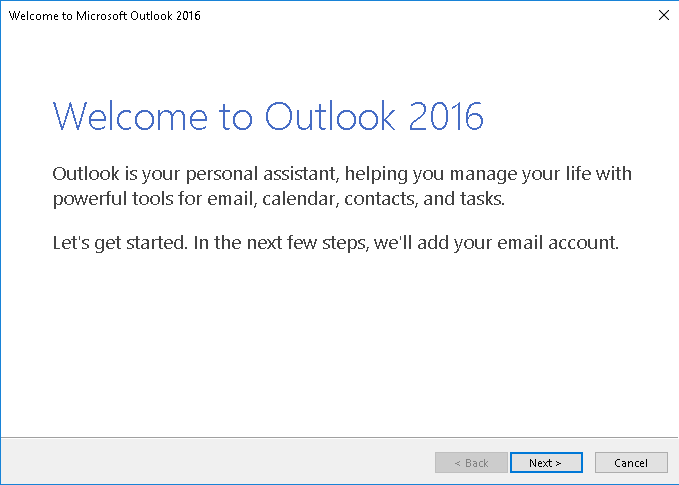 Welcome to Microsoft Outlook 2016
Welcome to Outlook 2016
Outlook is your personal assistant, helping you manage your life with
powerful tools for email, calendar, contacts, and tasks.
Let's get started. In the next few steps, we'll add your email account.
< Back
Next >
Cancel